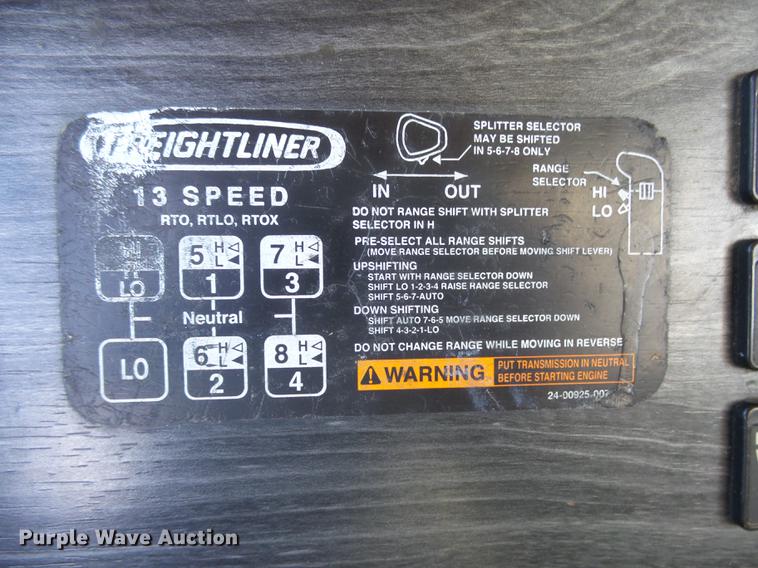 FREIGHTLINER
13 SPEED
RTO, RTLO, RTOX
LO
5 H L
1
7 H L
3
Neutral
LO
6 H L
2
8 H L
4
SPLITTER SELECTOR
MAY BE SHIFTED
IN 5-6-7-8 ONLY
IN OUT
RANGE
SELECTOR
HI
LO
DO NOT RANGE SHIFT WITH SPLITTER
SELECTOR IN H
PRE-SELECT ALL RANGE SHIFTS
(MOVE RANGE SELECTOR BEFORE MOVING SHIFT LEVER)
UPSHIFTING
START WITH RANGE SELECTOR DOWN
SHIFT LO 1-2-3-4 RAISE RANGE SELECTOR
SHIFT 5-6-7-AUTO
DOWN SHIFTING
SHIFT AUTO 7-6-5 MOVE RANGE SELECTOR DOWN
SHIFT 4-3-2-1-LO
DO NOT CHANGE RANGE WHILE MOVING IN REVERSE
WARNING
PUT TRANSMISSION IN NEUTRAL
BEFORE STARTING ENGINE
24-00925-007
Purple Wave Auction